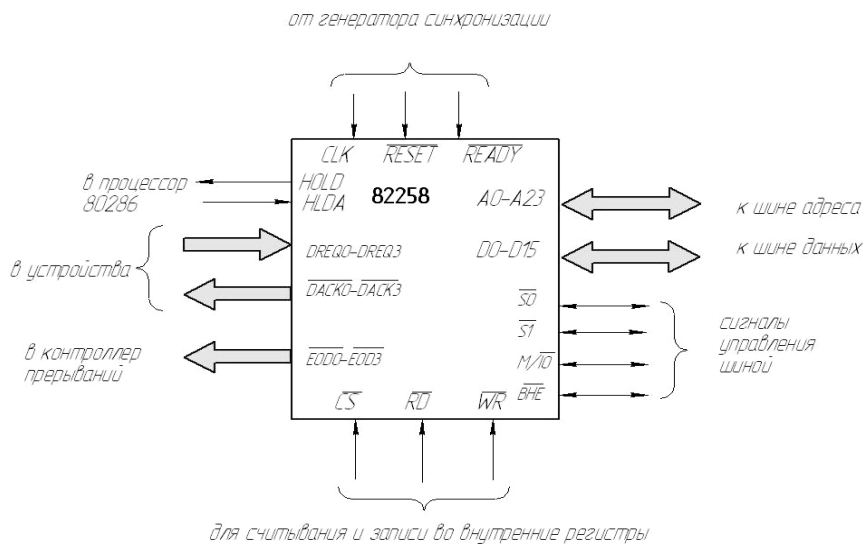 от генератора синхронизации
CLK RESET READY
в процессор
80286
HOLD
HLDA
82258
A0-A23
к шине адреса
в устройства
DREQ0-DREQ3
D0-D15
к шине данных
DACK0-DACK3
S0
S1
сигналы
управления
шиной
в контроллер
прерываний
EOD0-EOD3
M/IO
BHE
CS RD WR
для считывания и записи во внутренние регистры